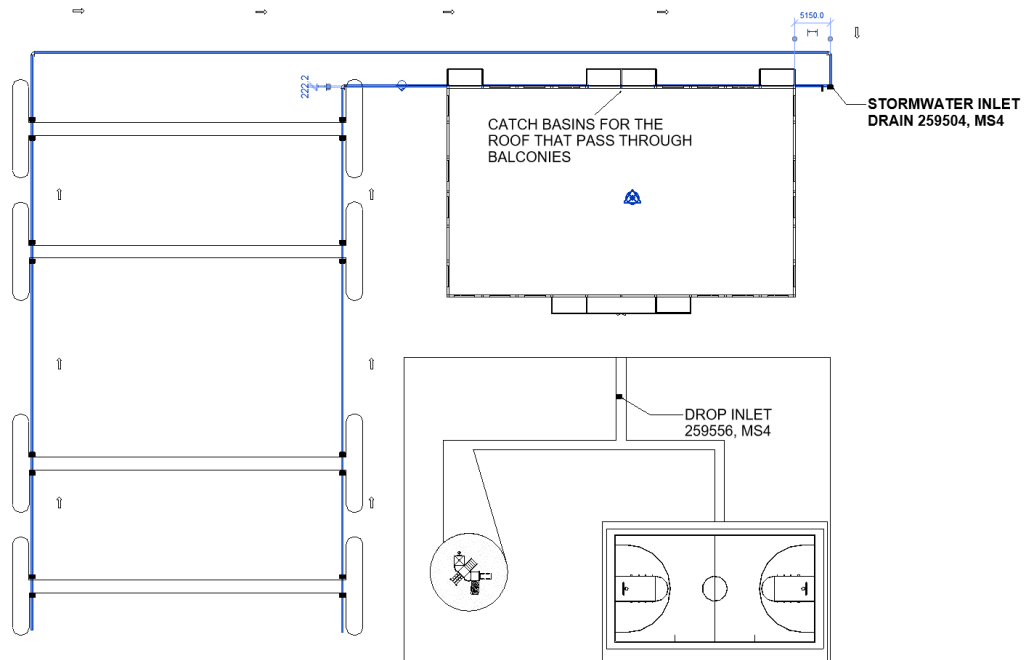 5150.0
222.2
STORMWATER INLET
DRAIN 259504, MS4
CATCH BASINS FOR THE
ROOF THAT PASS THROUGH
BALCONIES
DROP INLET
259556, MS4